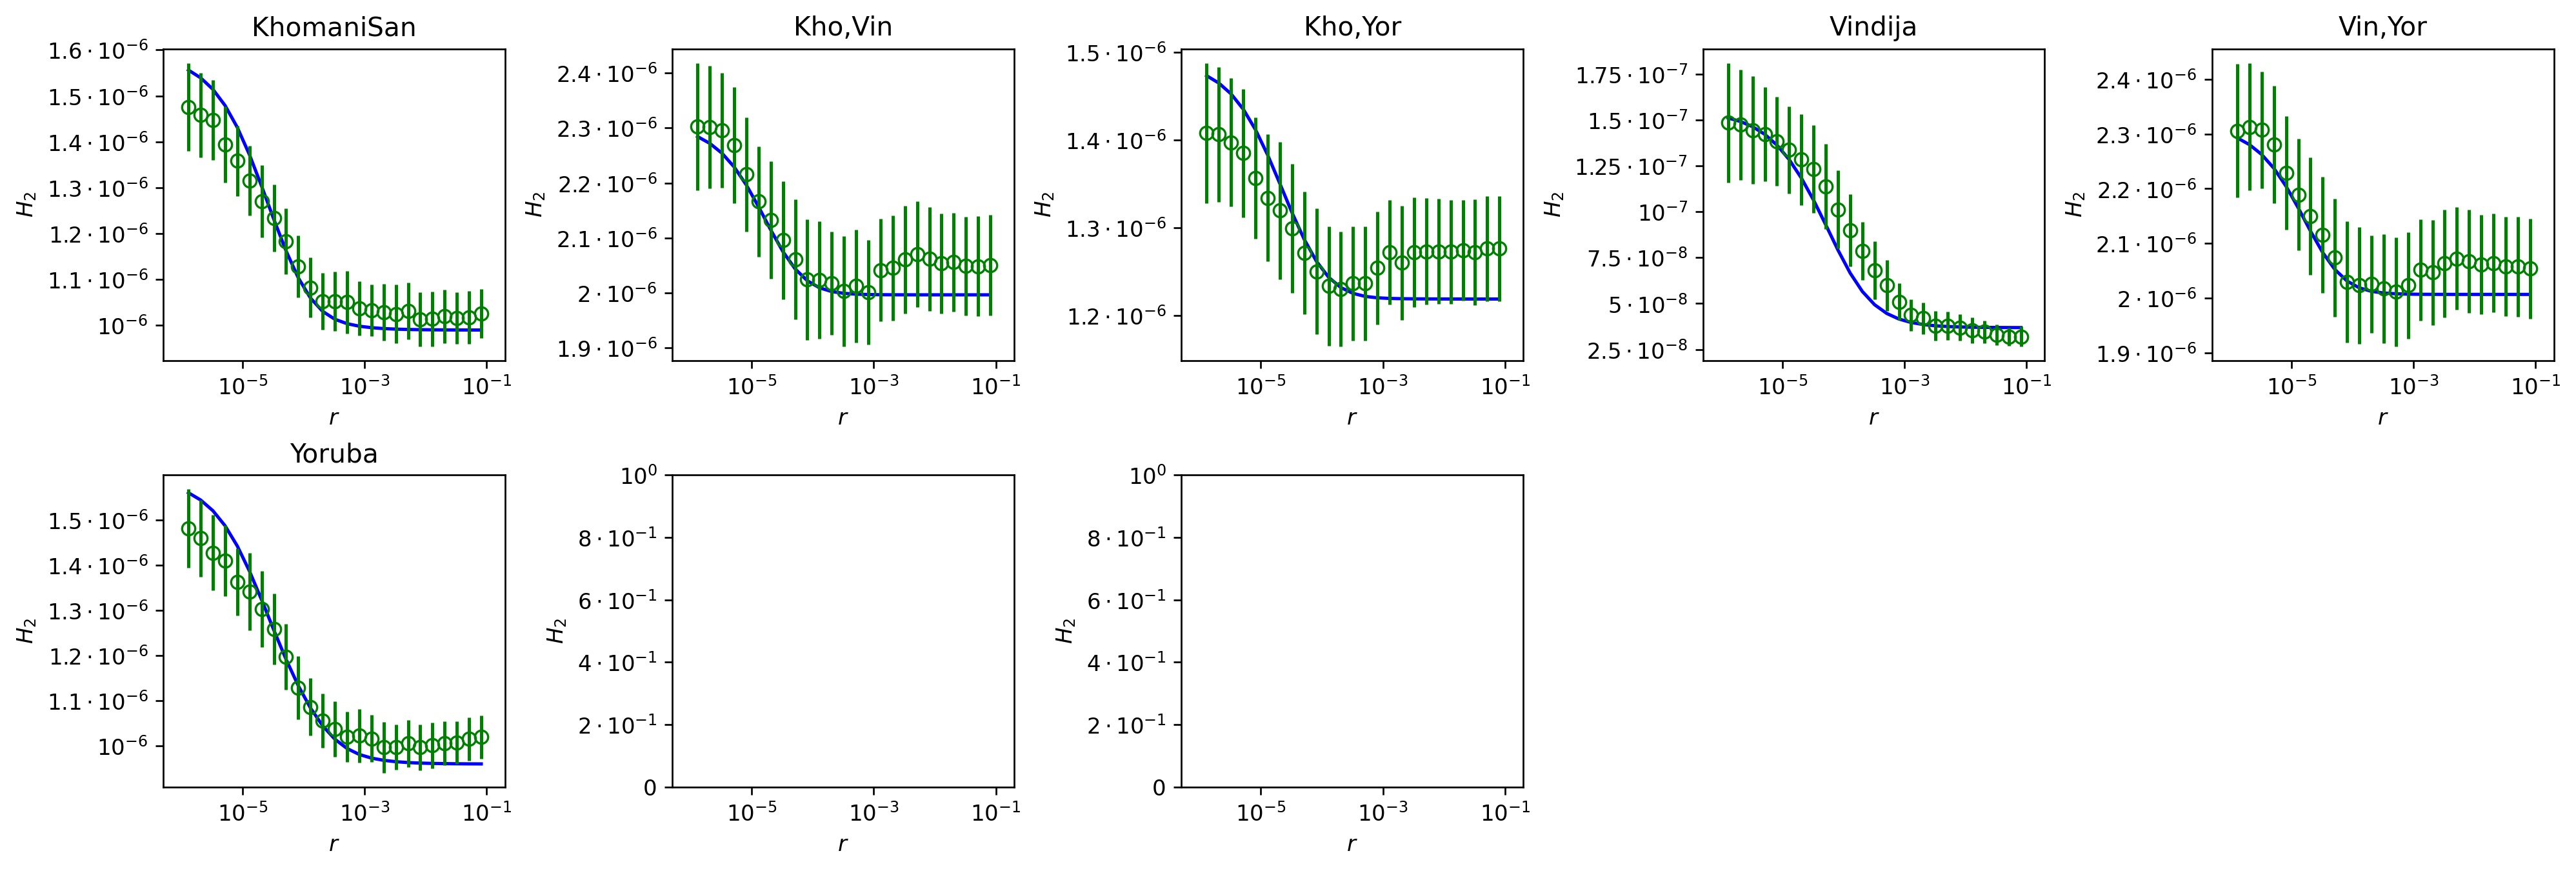 KhomaniSan
1.6·10⁻⁶
1.5·10⁻⁶
1.4·10⁻⁶
1.3·10⁻⁶
1.2·10⁻⁶
1.1·10⁻⁶
10⁻⁶
H₂
10⁻⁵ 10⁻³ 10⁻¹
r
Kho,Vin
2.4·10⁻⁶
2.3·10⁻⁶
2.2·10⁻⁶
2.1·10⁻⁶
2·10⁻⁶
1.9·10⁻⁶
H₂
10⁻⁵ 10⁻³ 10⁻¹
r
Kho,Yor
1.5·10⁻⁶
1.4·10⁻⁶
1.3·10⁻⁶
1.2·10⁻⁶
H₂
10⁻⁵ 10⁻³ 10⁻¹
r
Vindija
1.75·10⁻⁷
1.5·10⁻⁷
1.25·10⁻⁷
10⁻⁷
7.5·10⁻⁸
5·10⁻⁸
2.5·10⁻⁸
H₂
10⁻⁵ 10⁻³ 10⁻¹
r
Vin,Yor
2.4·10⁻⁶
2.3·10⁻⁶
2.2·10⁻⁶
2.1·10⁻⁶
2·10⁻⁶
1.9·10⁻⁶
H₂
10⁻⁵ 10⁻³ 10⁻¹
r
Yoruba
1.5·10⁻⁶
1.4·10⁻⁶
1.3·10⁻⁶
1.2·10⁻⁶
1.1·10⁻⁶
10⁻⁶
H₂
10⁻⁵ 10⁻³ 10⁻¹
r
10⁰
8·10⁻¹
6·10⁻¹
4·10⁻¹
2·10⁻¹
0
H₂
10⁻⁵ 10⁻³ 10⁻¹
r
10⁰
8·10⁻¹
6·10⁻¹
4·10⁻¹
2·10⁻¹
0
H₂
10⁻⁵ 10⁻³ 10⁻¹
r